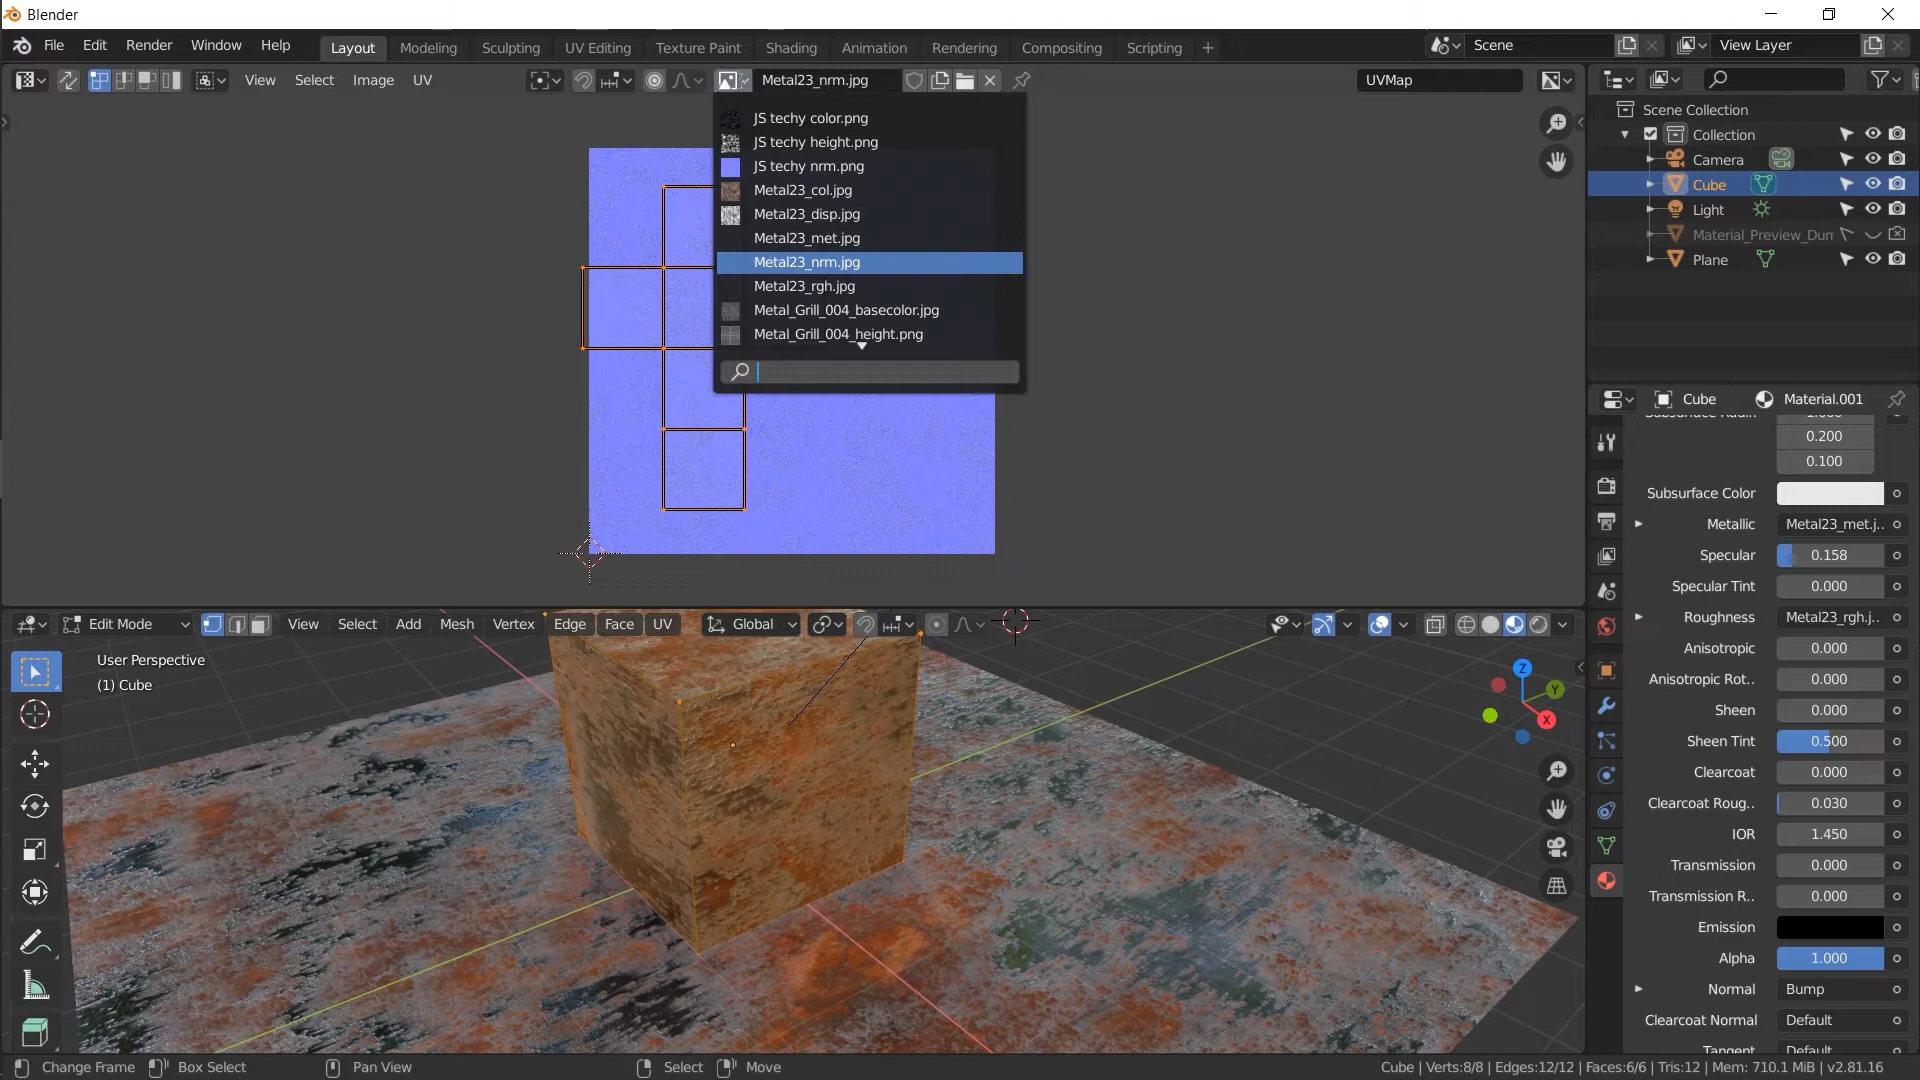 Blender
File Edit Render Window Help Layout Modeling Sculpting UV Editing Texture Paint Shading Animation Rendering Compositing Scripting + Scene View Layer
View Select Image UV Metal23_nrm.jpg UVMap
JS techy color.png
JS techy height.png
JS techy nrm.png
Metal23_col.jpg
Metal23_disp.jpg
Metal23_met.jpg
Metal23_nrm.jpg
Metal23_rgh.jpg
Metal_Grill_004_basecolor.jpg
Metal_Grill_004_height.png
Scene Collection
Collection
Camera
Cube
Light
Material_Preview_Dum
Plane
Cube Material.001
1.000
0.200
0.100
Subsurface Color
Metallic Metal23_met.j..
Specular 0.158
Specular Tint 0.000
Roughness Metal23_rgh.j..
Anisotropic 0.000
Anisotropic Rot.. 0.000
Sheen 0.000
Sheen Tint 0.500
Clearcoat 0.000
Clearcoat Roug.. 0.030
IOR 1.450
Transmission 0.000
Transmission R.. 0.000
Emission
Alpha 1.000
Normal Bump
Clearcoat Normal Default
Tangent Default
Edit Mode View Select Add Mesh Vertex Edge Face UV Global
User Perspective
(1) Cube
Z
Y
X
Change Frame Box Select Pan View Select Move Cube | Verts:8/8 | Edges:12/12 | Faces:6/6 | Tris:12 | Mem: 710.1 MiB | v2.81.16